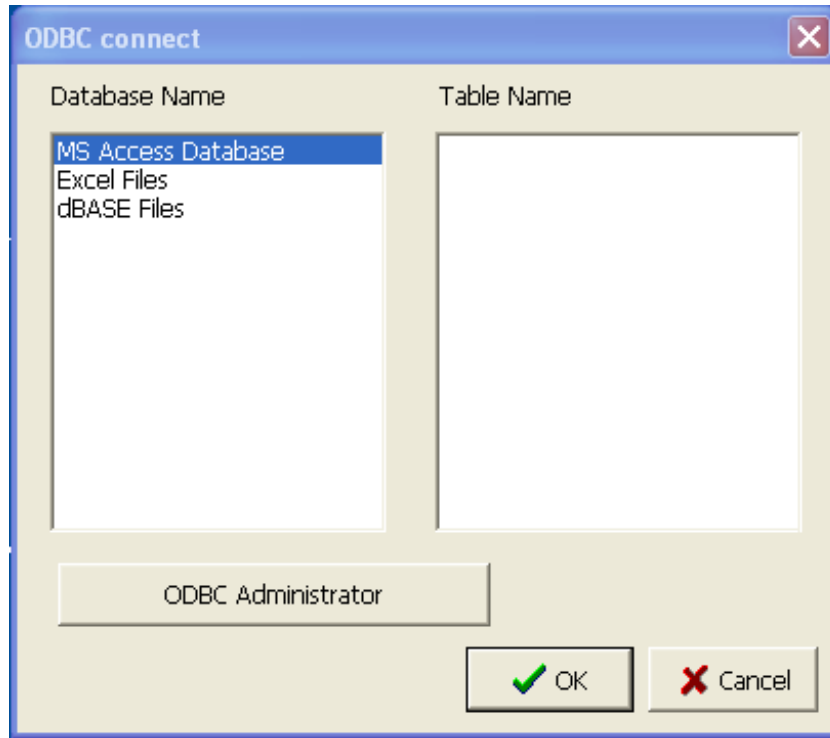 ODBC connect
Database Name
Table Name
MS Access Database
Excel Files
dBASE Files
ODBC Administrator
OK
Cancel